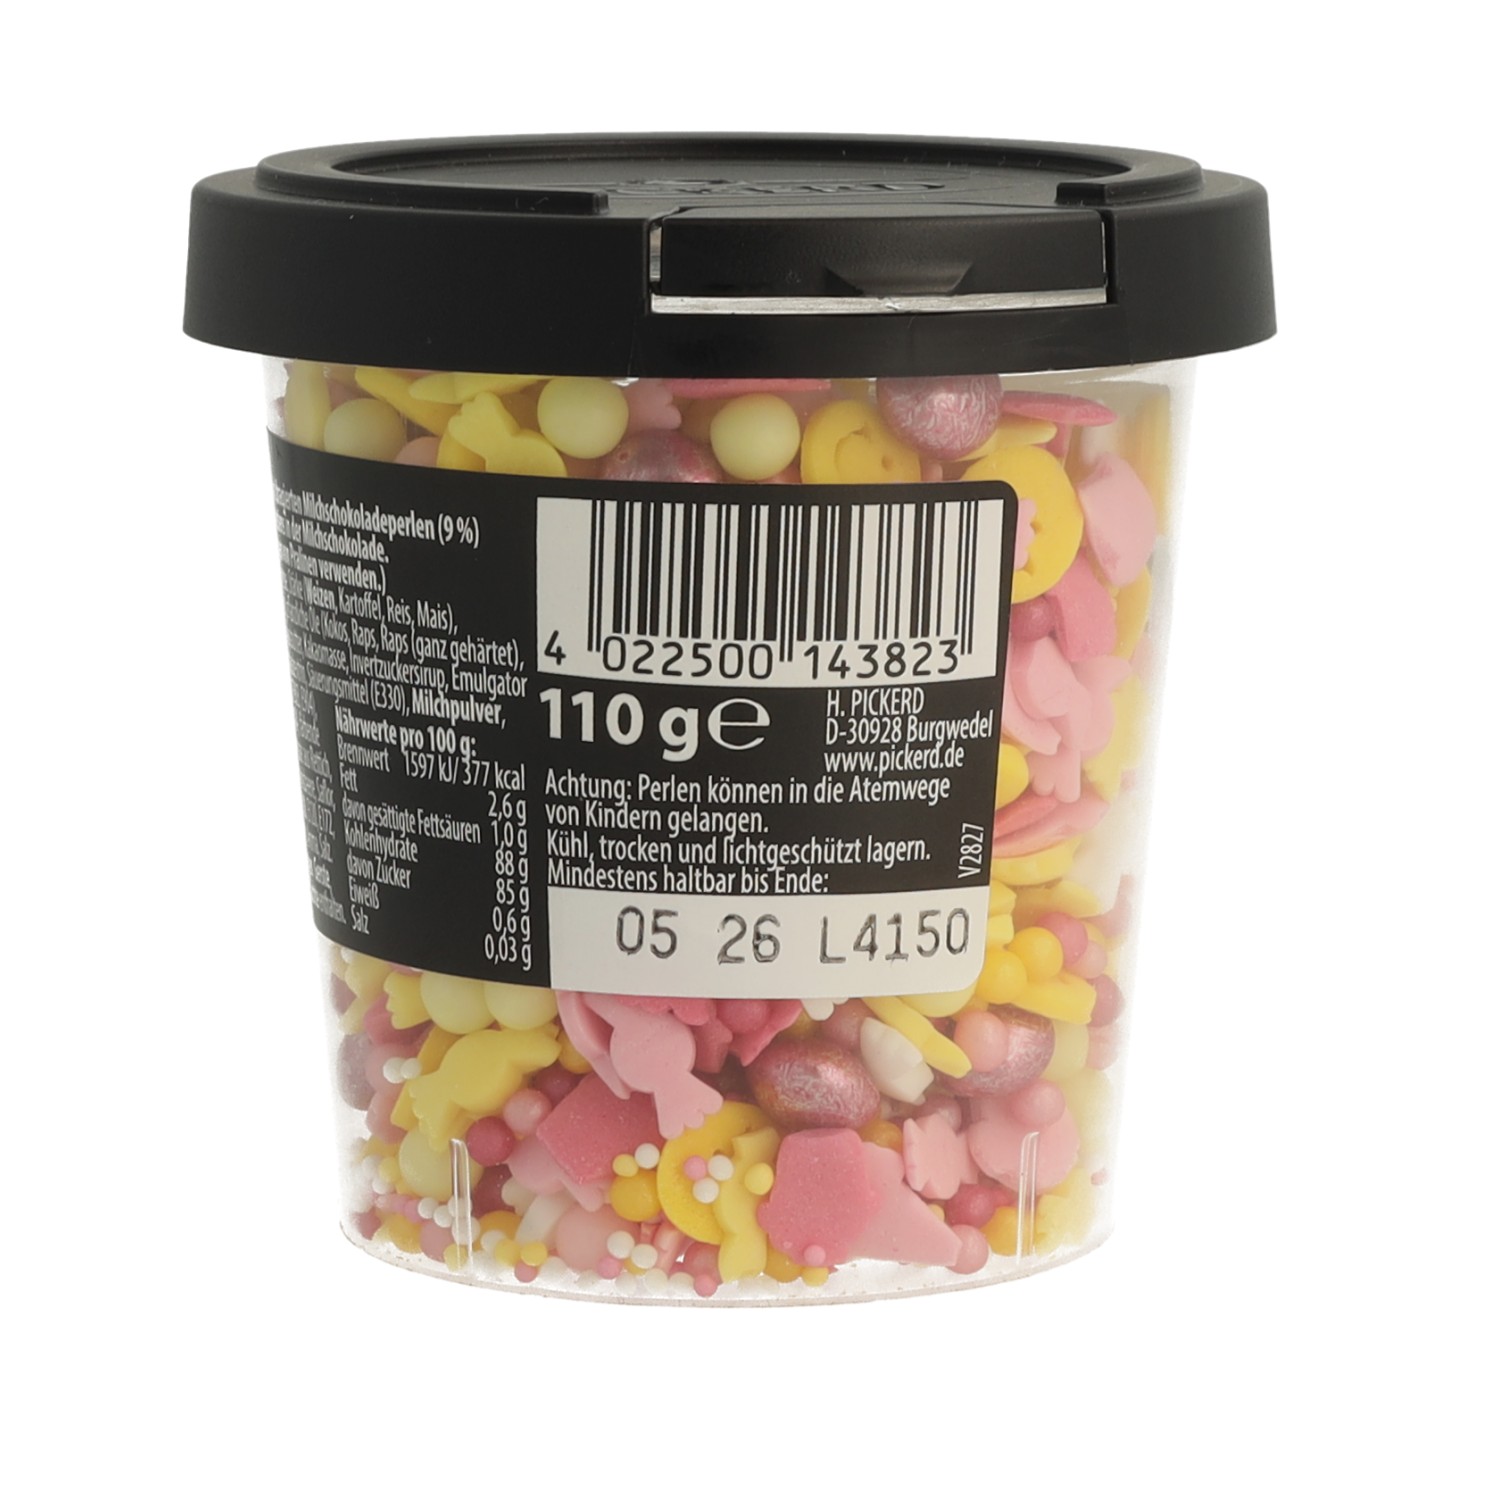 Milchschokoladeperlen (9 %)
in der Milchschokolade.
Pralinen verwenden.)
(Weizen, Kartoffel, Reis, Mais),
Öle (Kokos, Raps, Raps (ganz gehärtet),
Kakaomasse, Invertzuckersirup, Emulgator
Säuerungsmittel (E330), Milchpulver,
Nährwerte pro 100 g:
Brennwert 1597 kJ/ 377 kcal
Fett 2,6 g
davon gesättigte Fettsäuren 1,0 g
Kohlenhydrate 88 g
davon Zucker 85 g
Eiweiß 0,6 g
Salz 0,03 g
4 022500 143823
110 g e
H. PICKERD
D-30928 Burgwedel
www.pickerd.de
Achtung: Perlen können in die Atemwege
von Kindern gelangen.
Kühl, trocken und lichtgeschützt lagern.
Mindestens haltbar bis Ende:
V2827
05 26 L4150